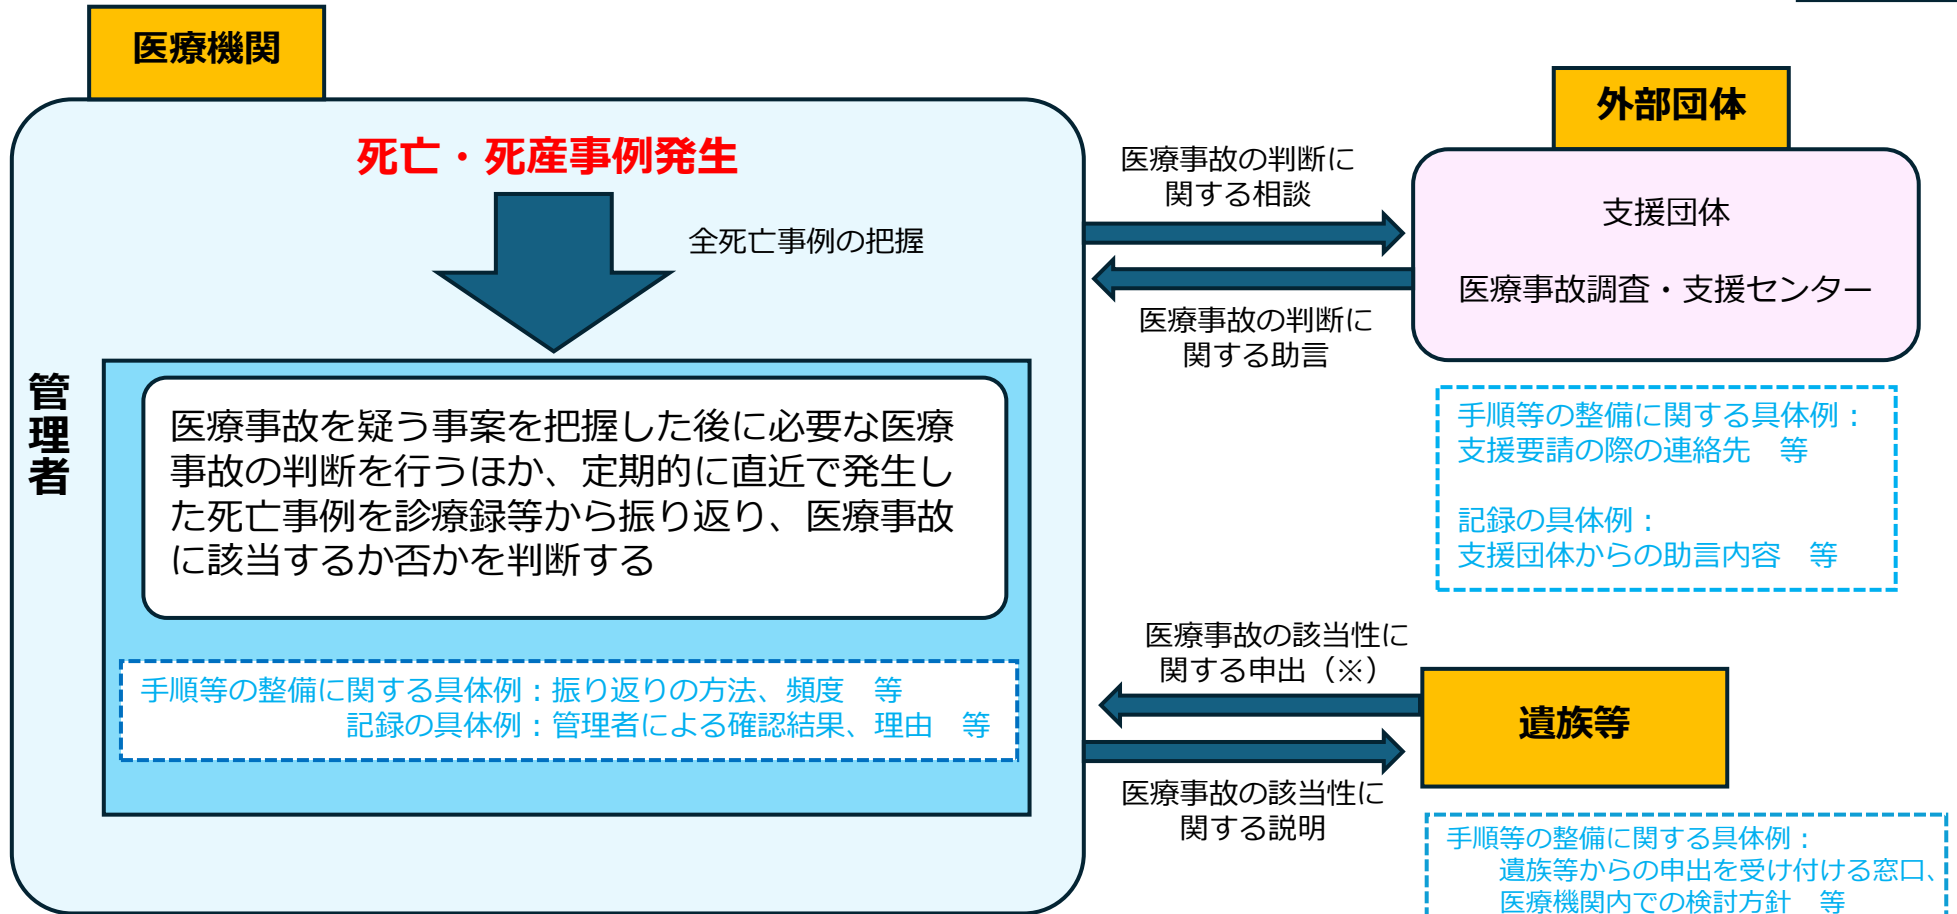 医療機関
死亡・死産事例発生
全死亡事例の把握
管理者
医療事故を疑う事案を把握した後に必要な医療
事故の判断を行うほか、定期的に直近で発生し
た死亡事例を診療録等から振り返り、医療事故
に該当するか否かを判断する
手順等の整備に関する具体例：振り返りの方法、頻度　等
記録の具体例：管理者による確認結果、理由　等
医療事故の判断に
関する相談
医療事故の判断に
関する助言
外部団体
支援団体
医療事故調査・支援センター
手順等の整備に関する具体例：
支援要請の際の連絡先　等
記録の具体例：
支援団体からの助言内容　等
医療事故の該当性に
関する申出（※）
医療事故の該当性に
関する説明
遺族等
手順等の整備に関する具体例：
遺族等からの申出を受け付ける窓口、
医療機関内での検討方針　等